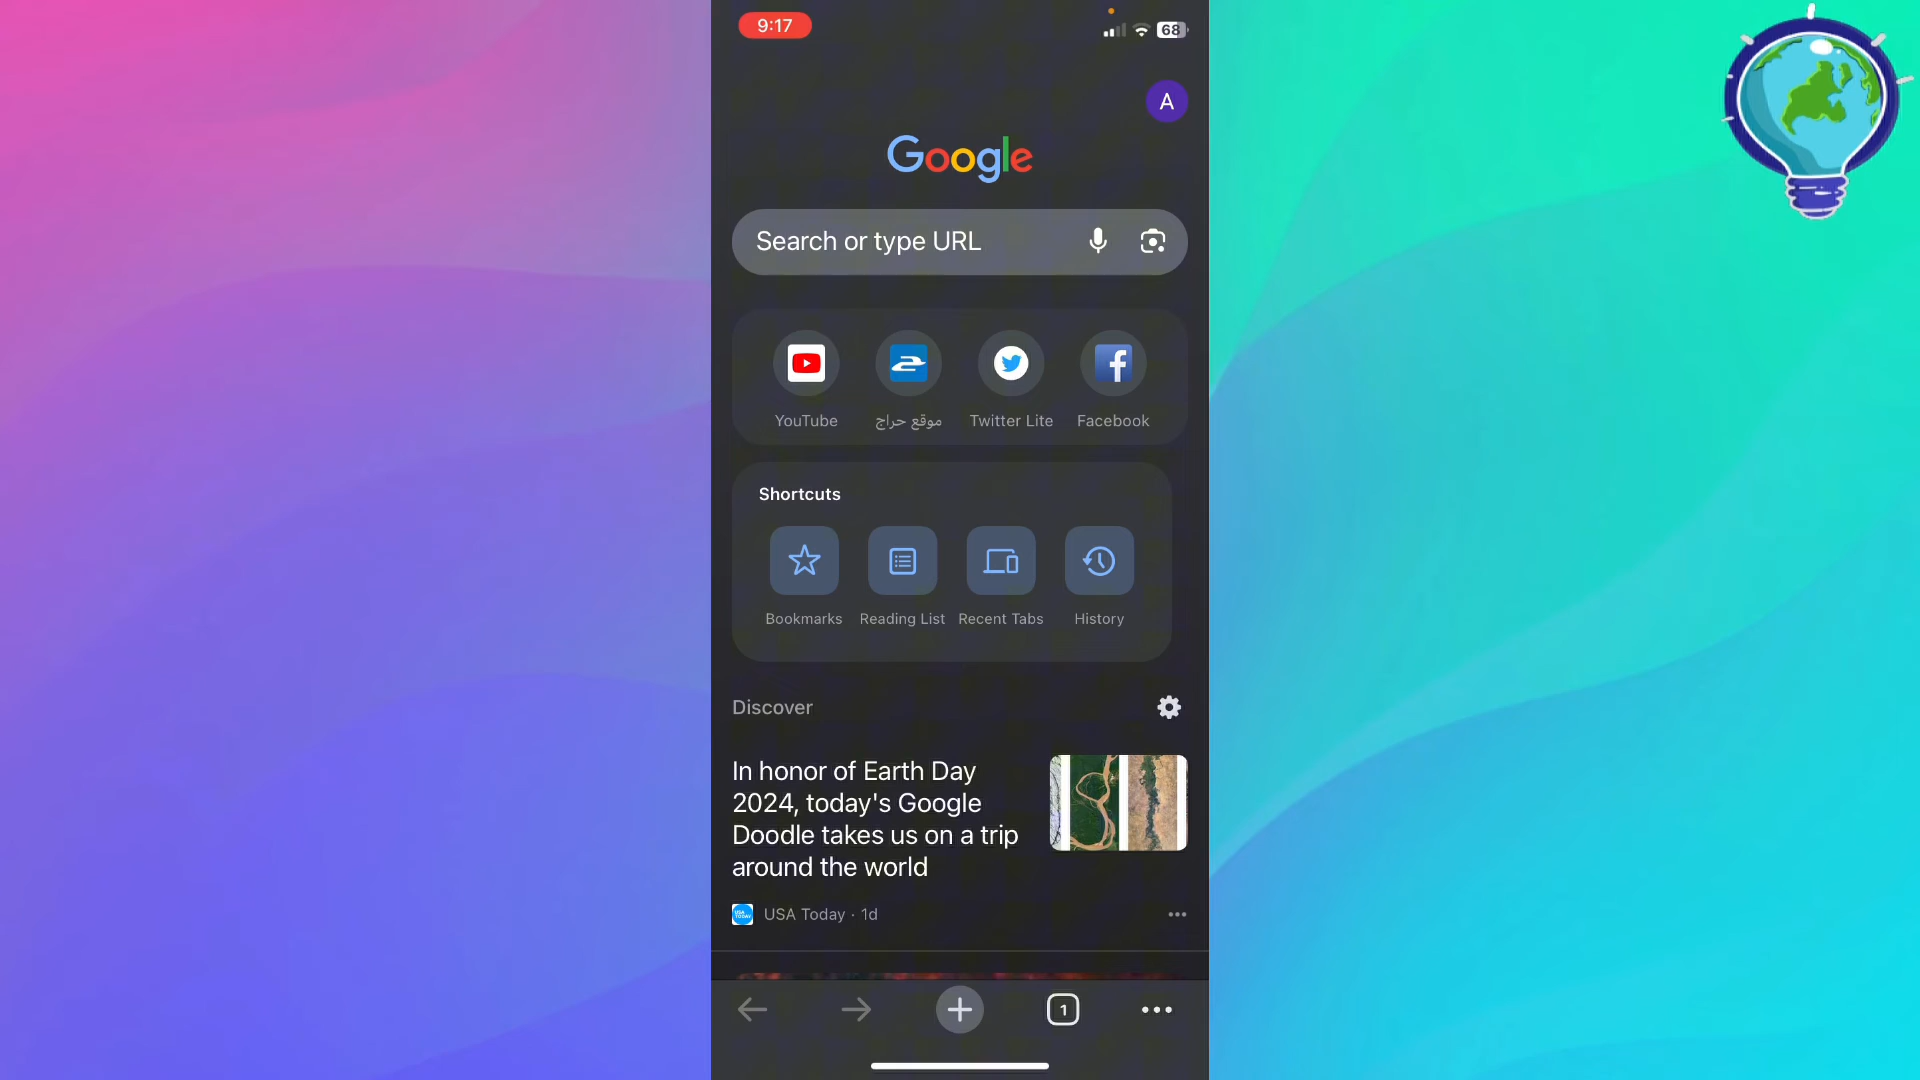 9:17
68
A
Google
Search or type URL
YouTube
موقع حراج
Twitter Lite
Facebook
Shortcuts
Bookmarks
Reading List
Recent Tabs
History
Discover
In honor of Earth Day
2024, today's Google
Doodle takes us on a trip
around the world
USA TODAY
USA Today · 1d
1